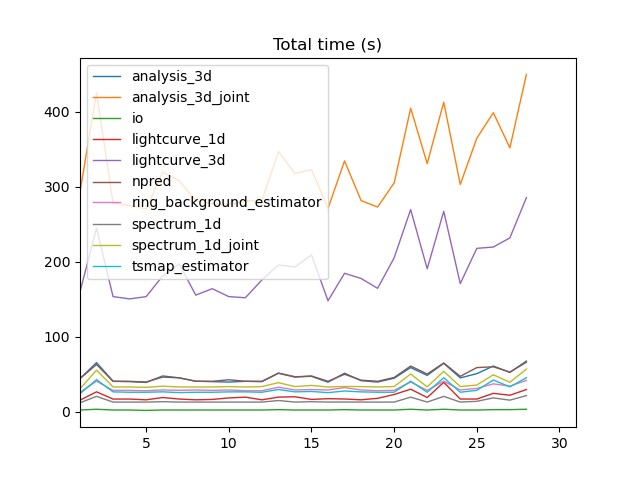 Total time (s)
analysis_3d
analysis_3d_joint
io
lightcurve_1d
lightcurve_3d
npred
ring_background_estimator
spectrum_1d
spectrum_1d_joint
tsmap_estimator
400
300
200
100
0
5 10 15 20 25 30